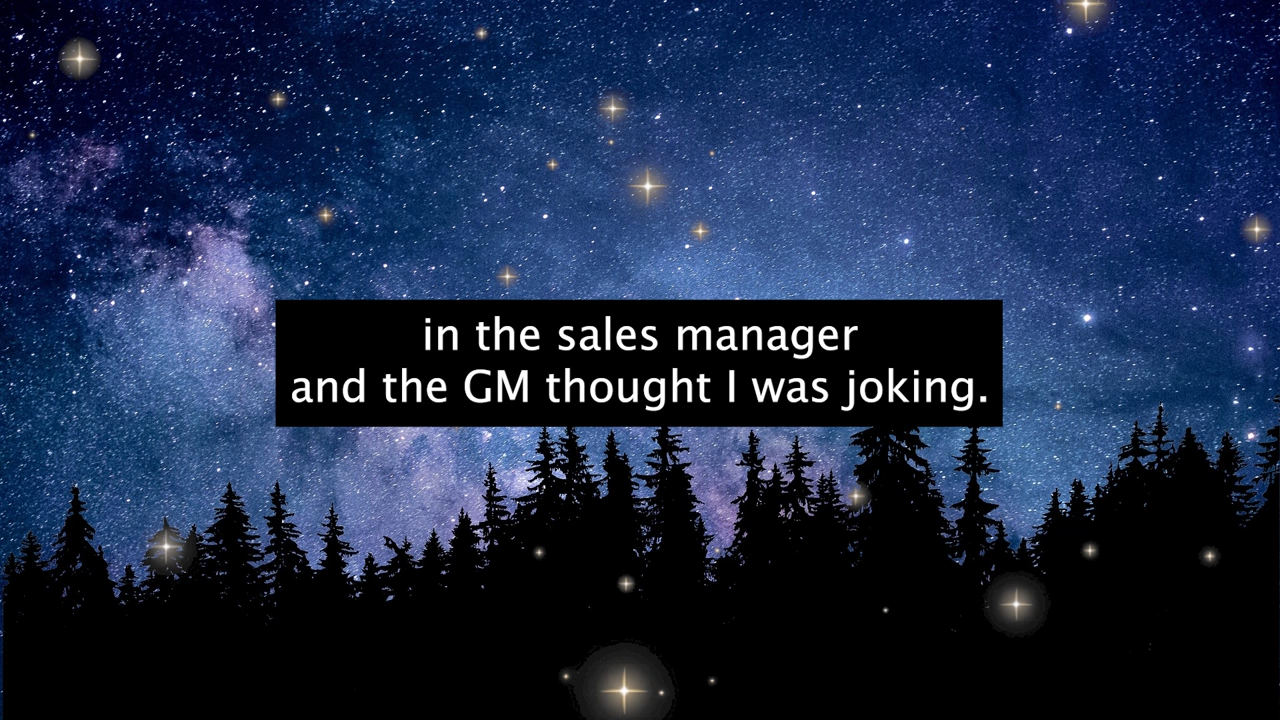 in the sales manager
and the GM thought I was joking.